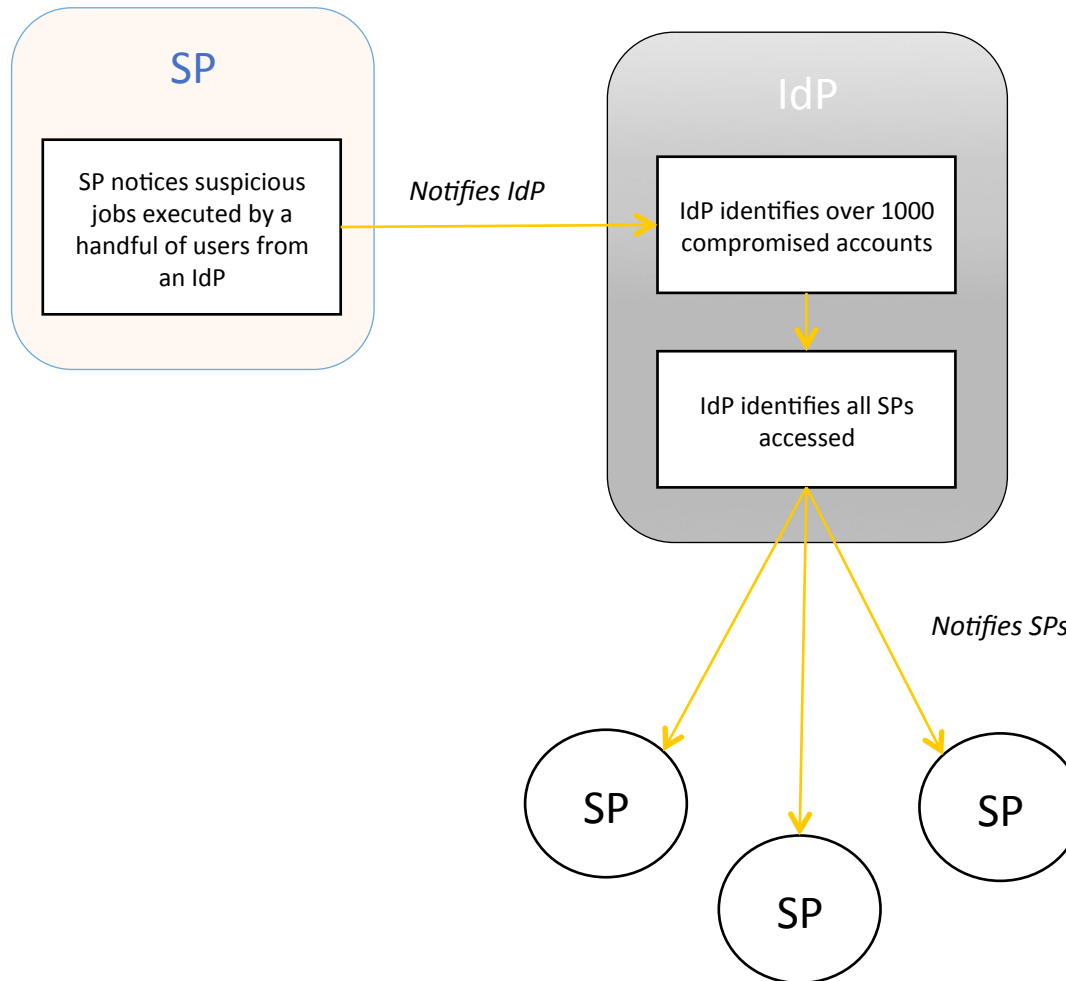 SP
SP notices suspicious
jobs executed by a
handful of users from
an IdP
Notifies IdP
IdP
IdP identifies over 1000
compromised accounts
IdP identifies all SPs
accessed
Notifies SPs
SP
SP
SP